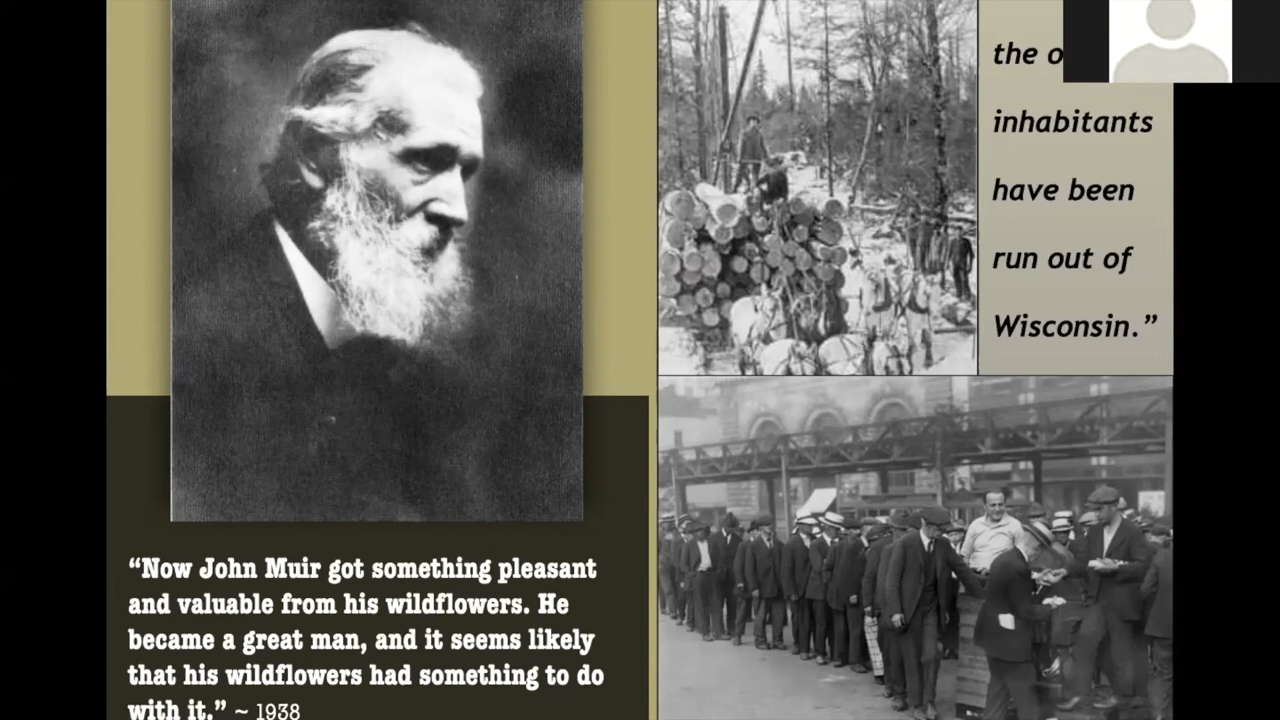 “Now John Muir got something pleasant
and valuable from his wildflowers. He
became a great man, and it seems likely
that his wildflowers had something to do
with it.” ~ 1938
the
inhabitants
have been
run out of
Wisconsin.”